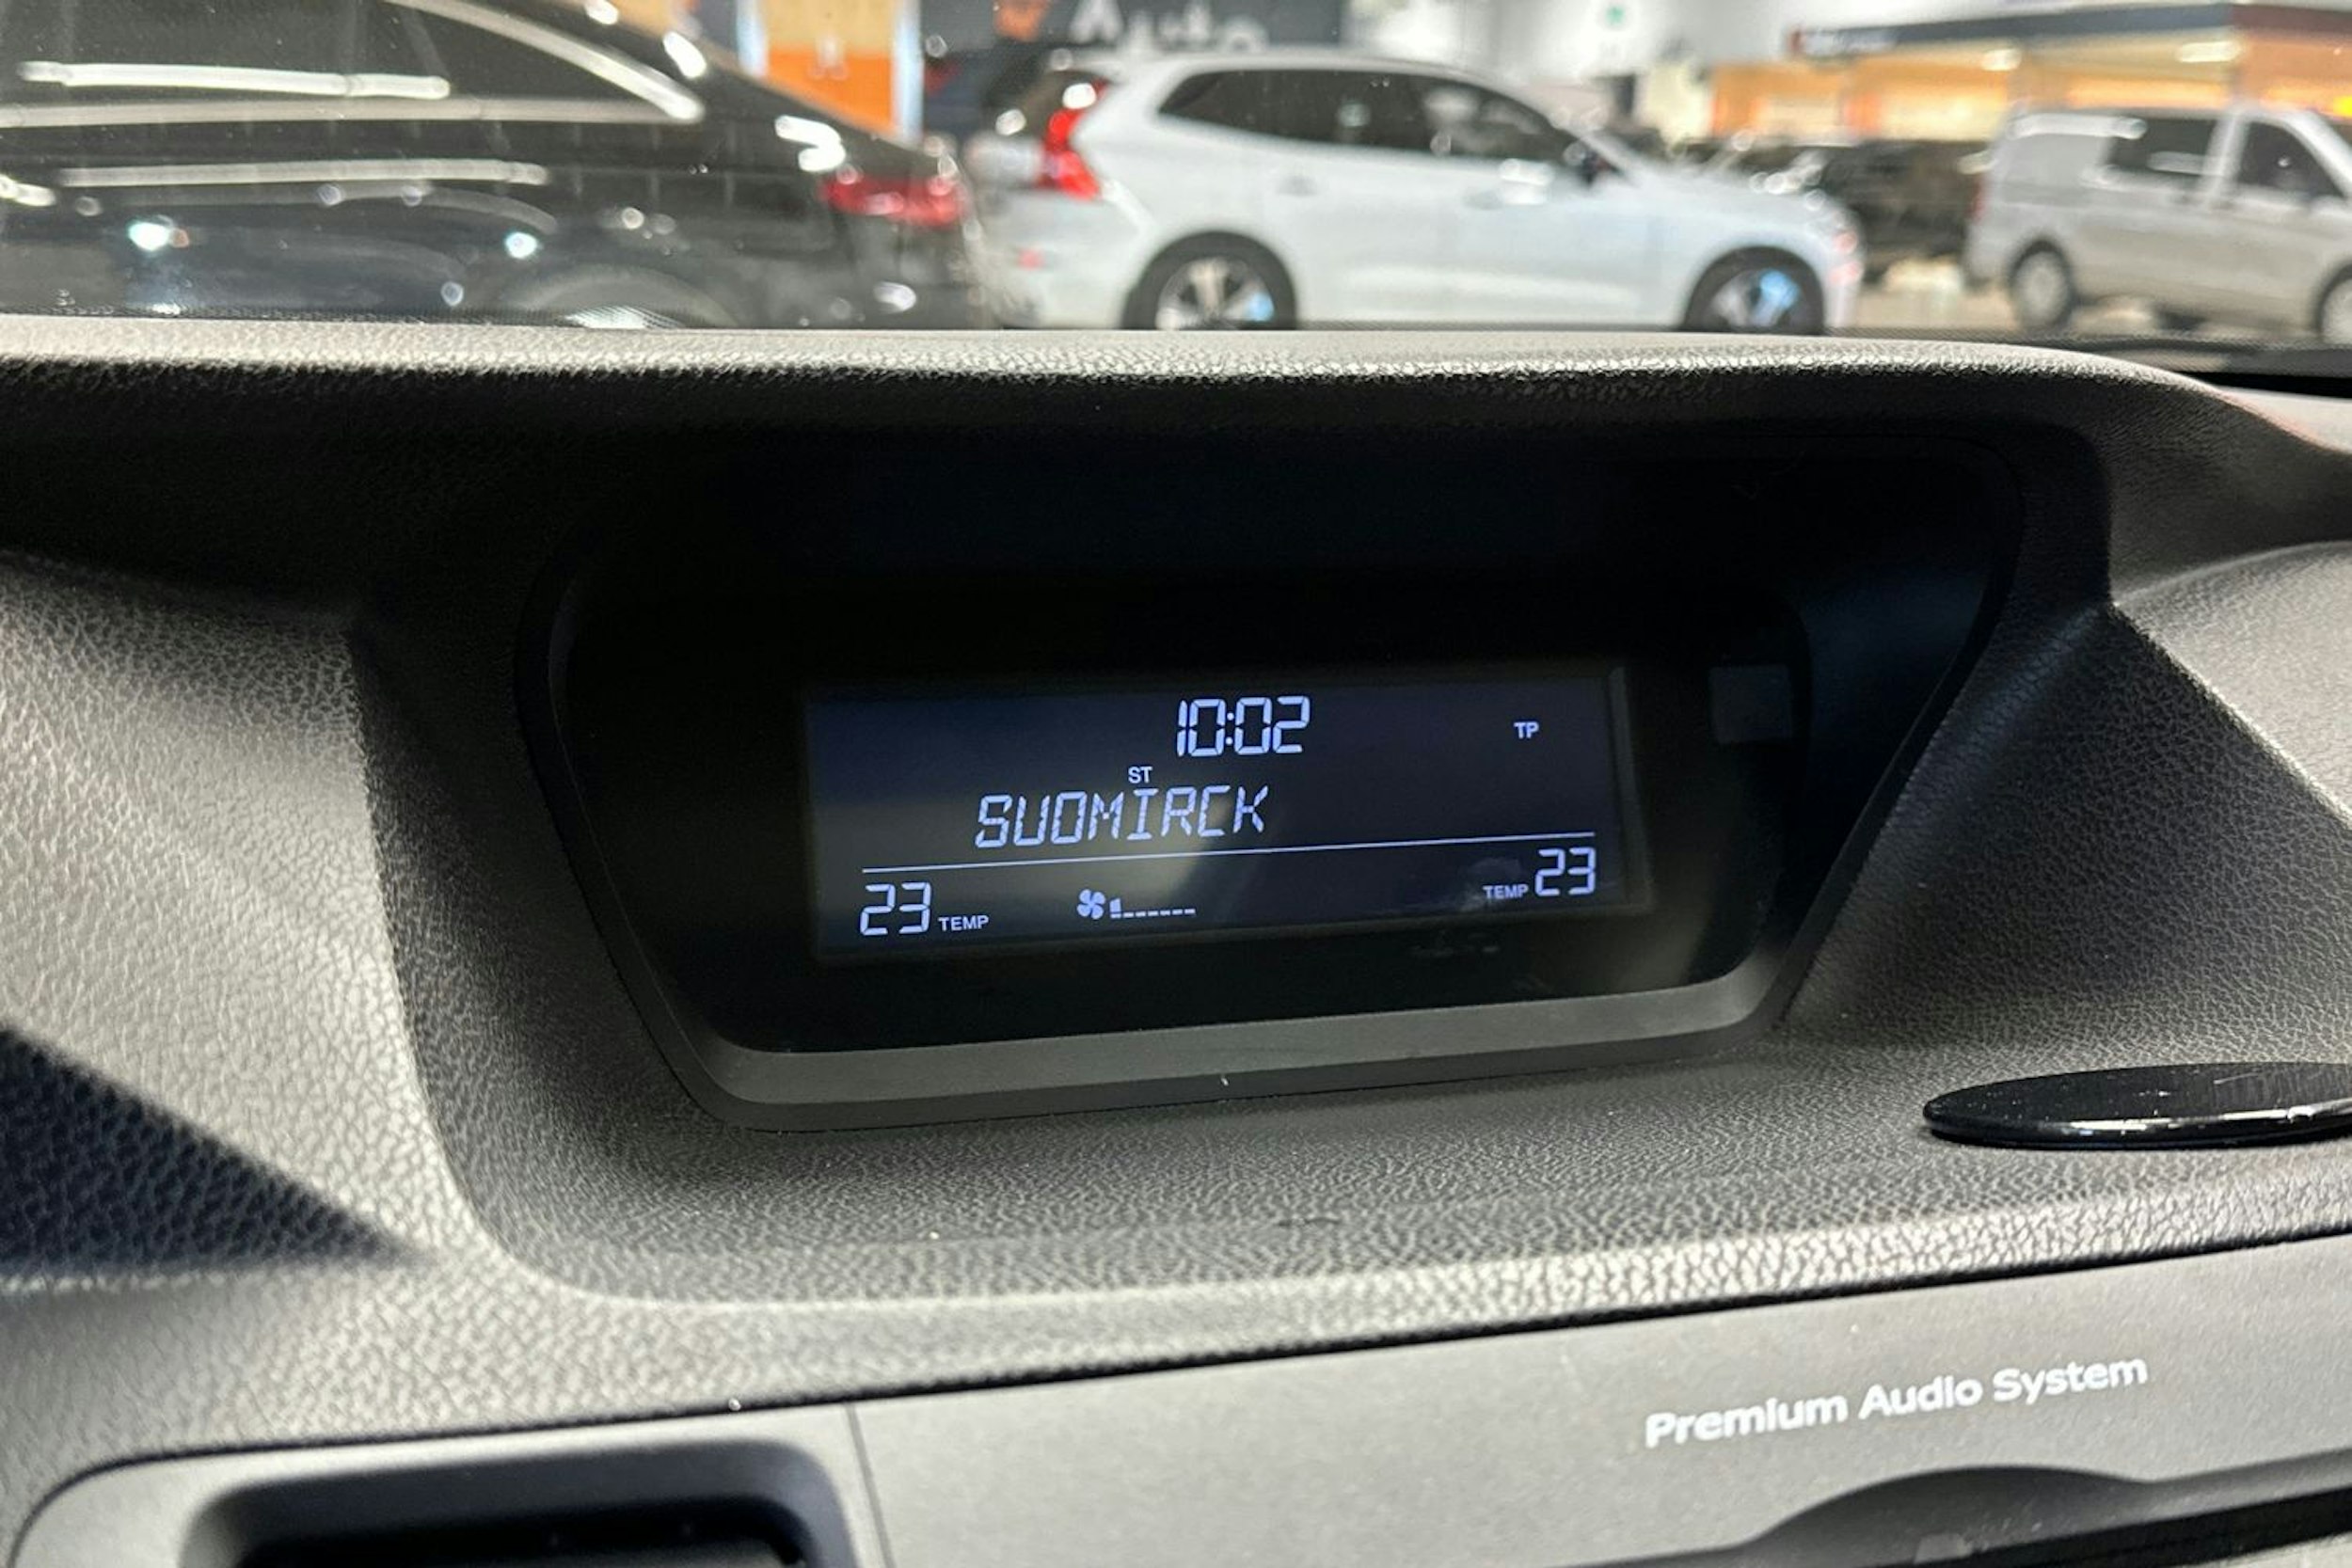 10:02
TP
ST
SUOMIRCK
23 TEMP
TEMP 23
Premium Audio System